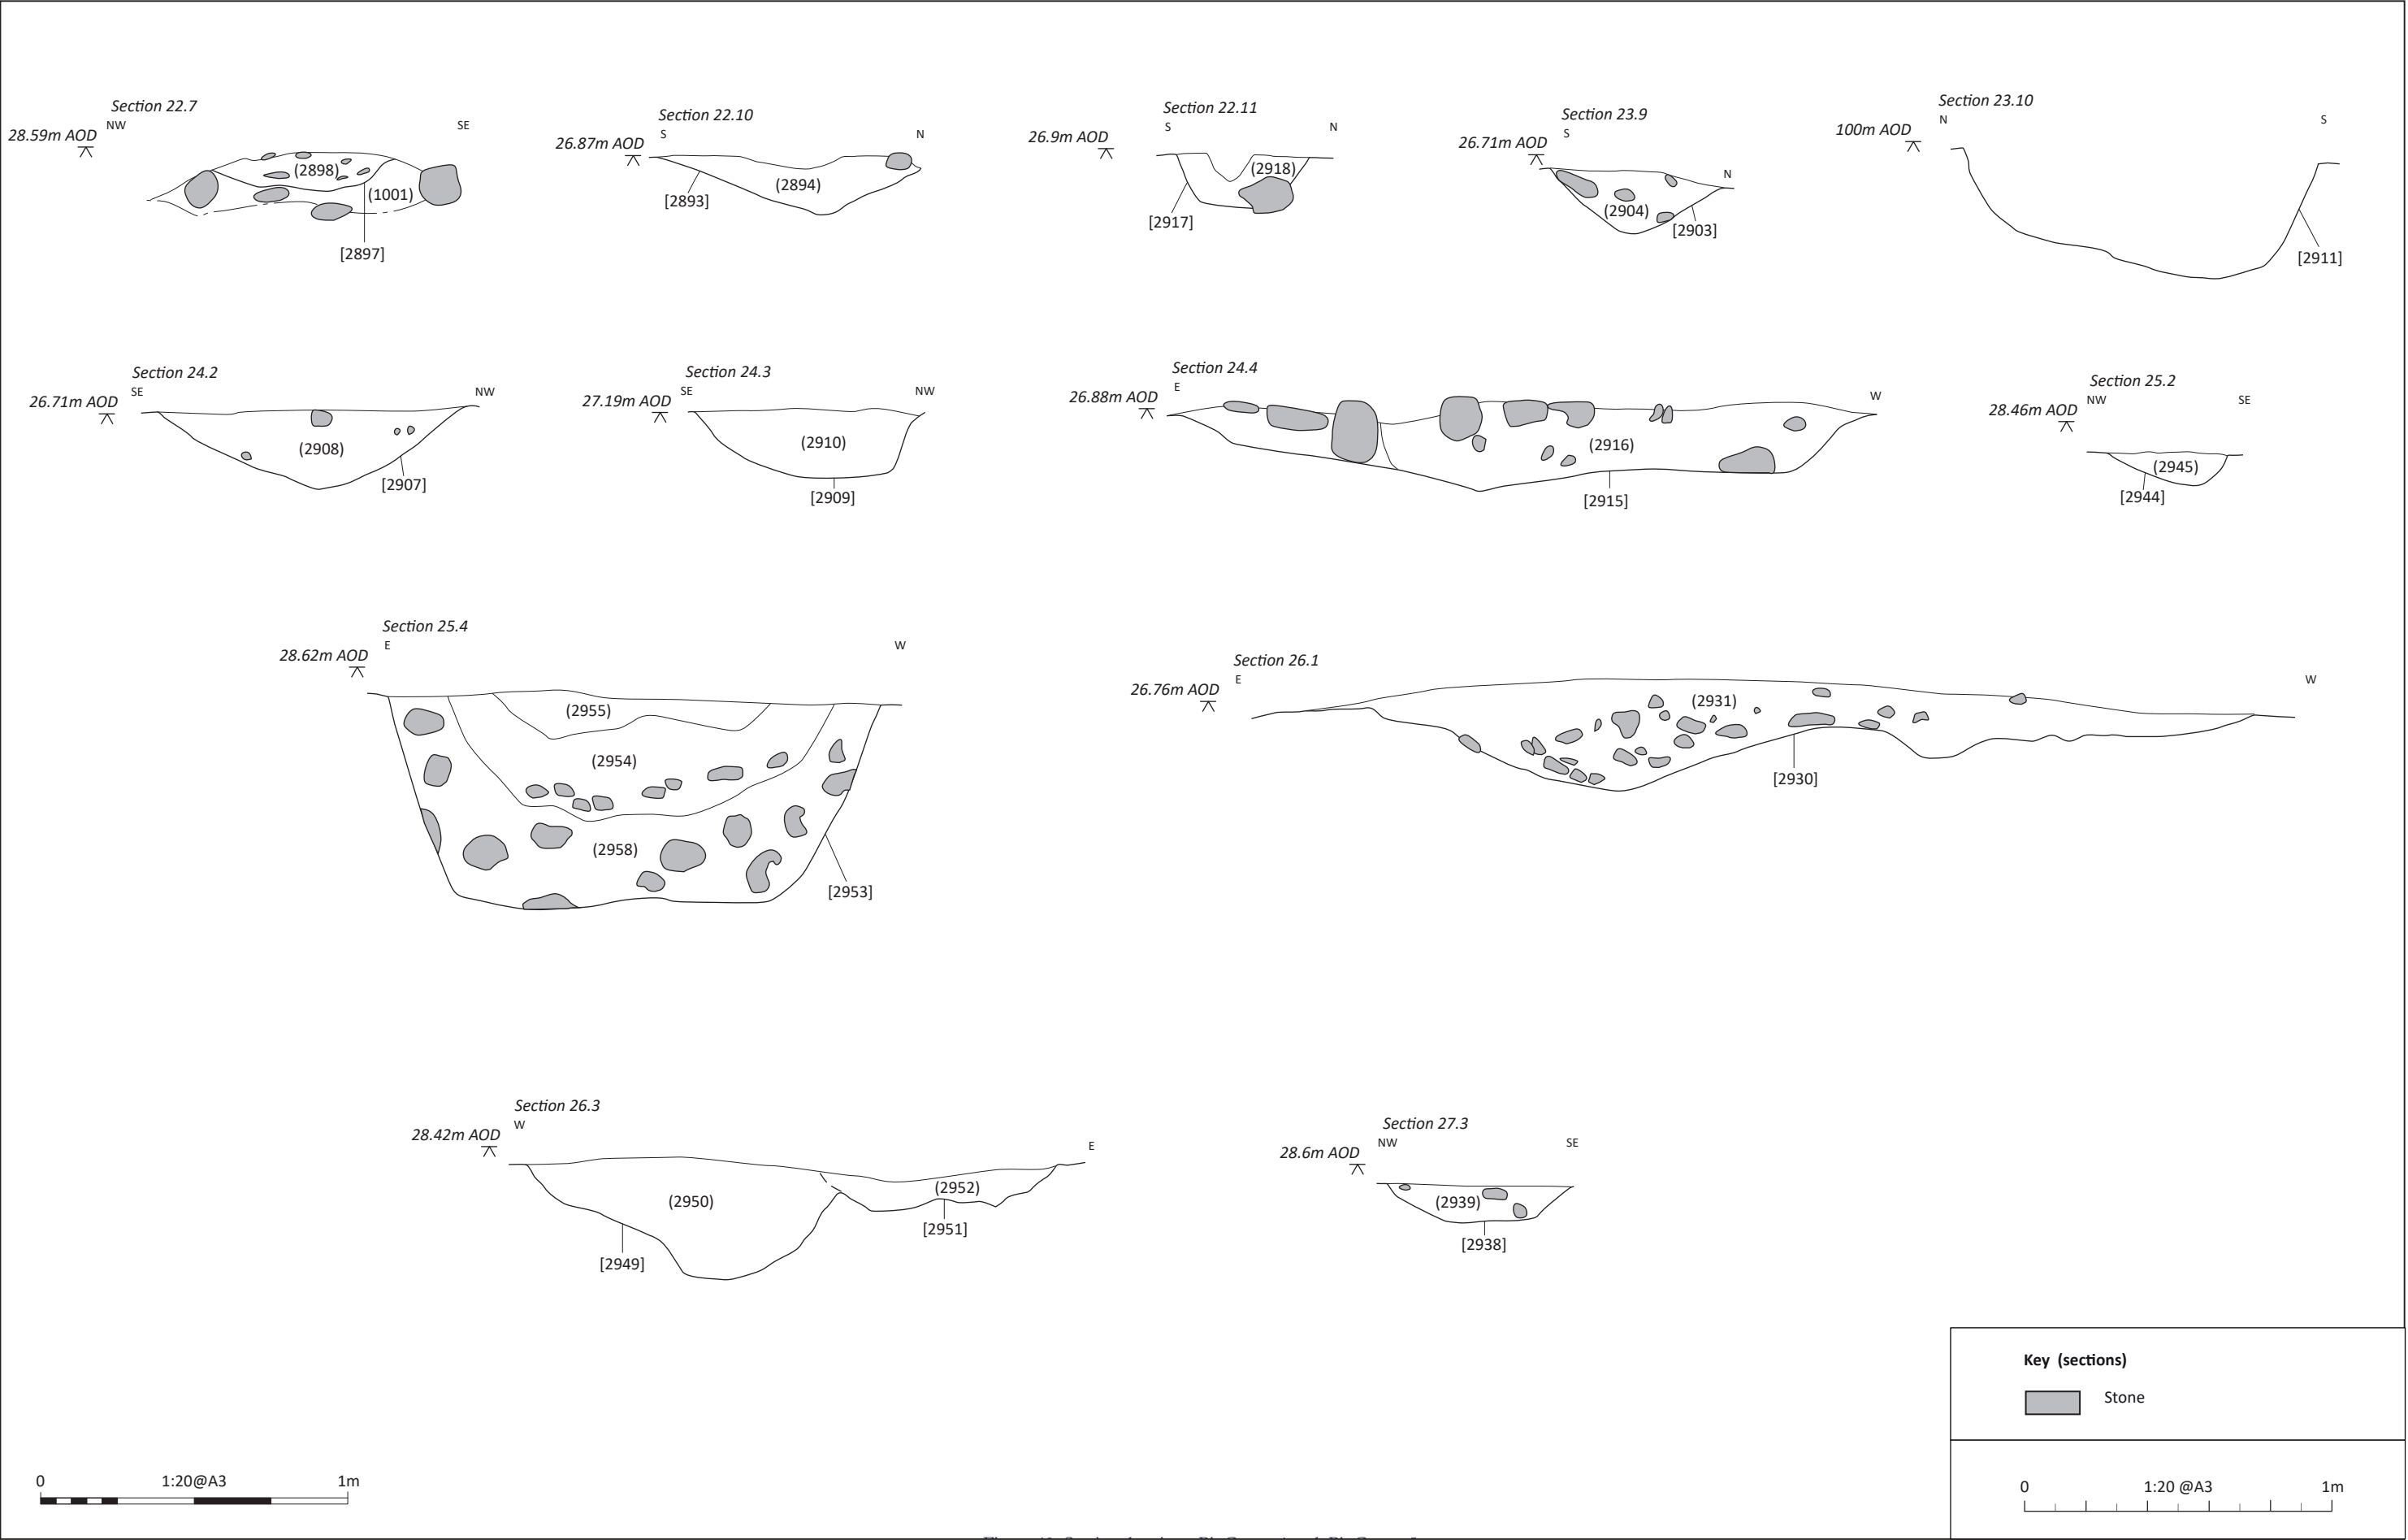 Section 22.7
NW
SE
28.59m AOD
(2898)
(1001)
[2897]
Section 22.10
S
N
26.87m AOD
(2894)
[2893]
Section 22.11
S
N
26.9m AOD
(2918)
[2917]
Section 23.9
S
N
26.71m AOD
(2904)
[2903]
Section 23.10
N
S
100m AOD
[2911]
Section 24.2
SE
NW
26.71m AOD
(2908)
[2907]
Section 24.3
SE
NW
27.19m AOD
(2910)
[2909]
Section 24.4
E
W
26.88m AOD
(2916)
[2915]
Section 25.2
NW
SE
28.46m AOD
(2945)
[2944]
Section 25.4
E
W
28.62m AOD
(2955)
(2954)
(2958)
[2953]
Section 26.1
E
W
26.76m AOD
(2931)
[2930]
Section 26.3
W
E
28.42m AOD
(2950)
(2952)
[2951]
[2949]
Section 27.3
NW
SE
28.6m AOD
(2939)
[2938]
Key (sections)
Stone
0 1:20@A3 1m
0 1:20 @A3 1m